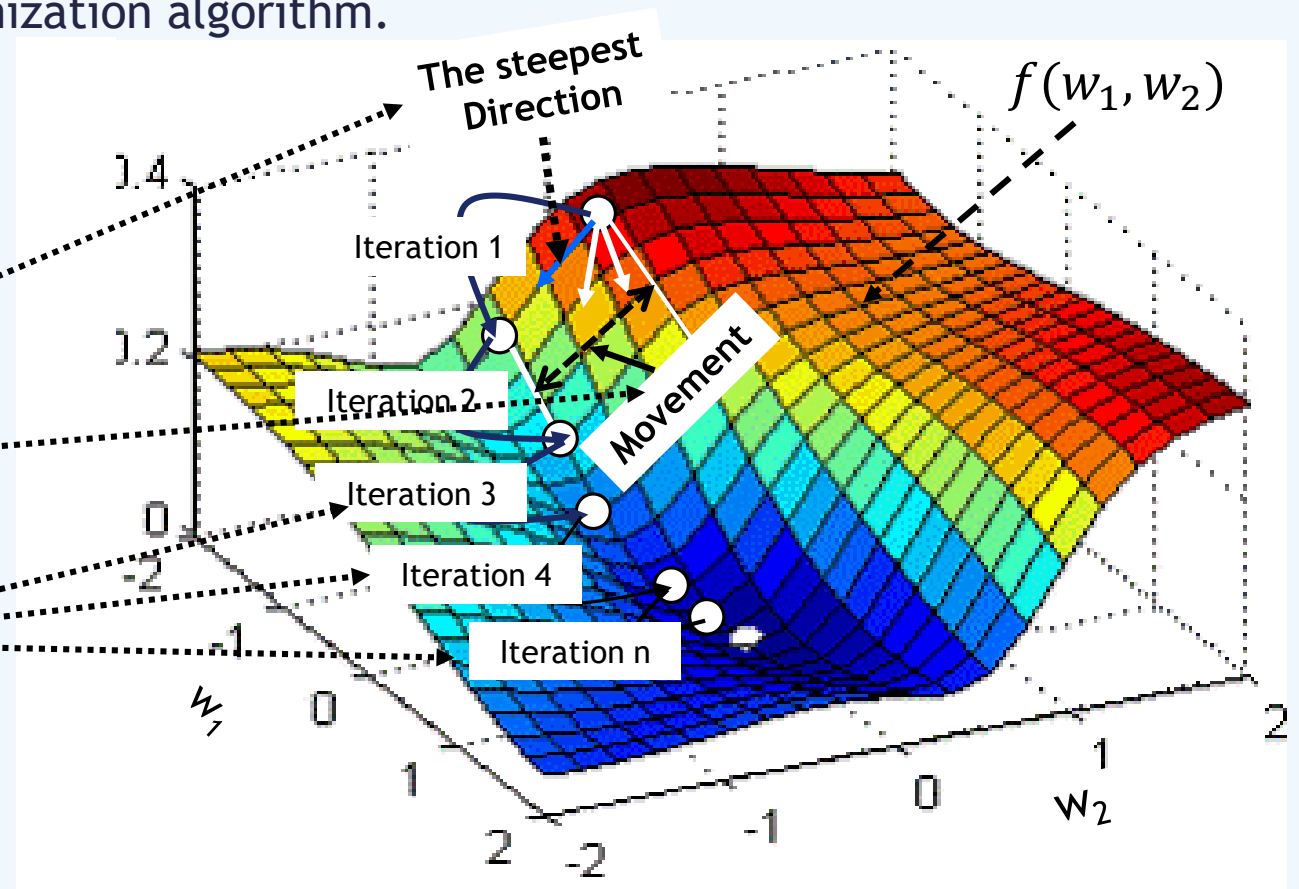 nization algorithm.
The steepest
Direction
f(w₁, w₂)
0.4
Iteration 1
0.2
Iteration 2
Movement
Iteration 3
0
Iteration 4
-2
Iteration n
-1
w₁
0
1
2
-2
-1
0
w₂
1
2